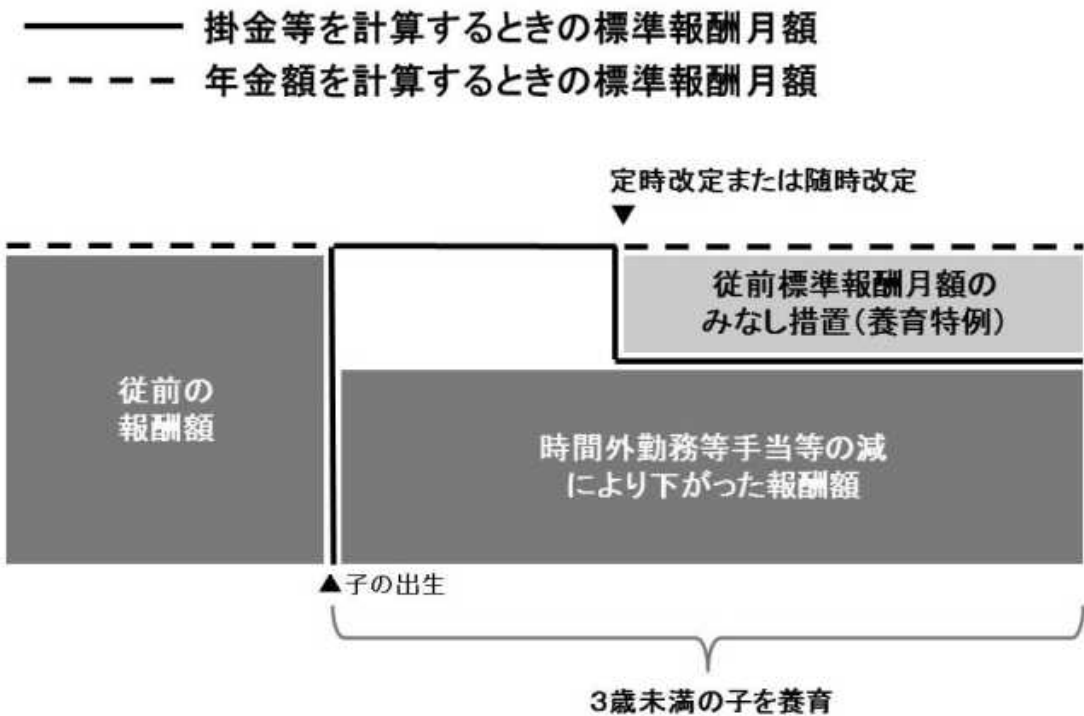 掛金等を計算するときの標準報酬月額
年金額を計算するときの標準報酬月額
定時改定または随時改定
▼
従前標準報酬月額の
みなし措置(養育特例)
従前の
報酬額
時間外勤務等手当等の減
により下がった報酬額
▲子の出生
3歳未満の子を養育